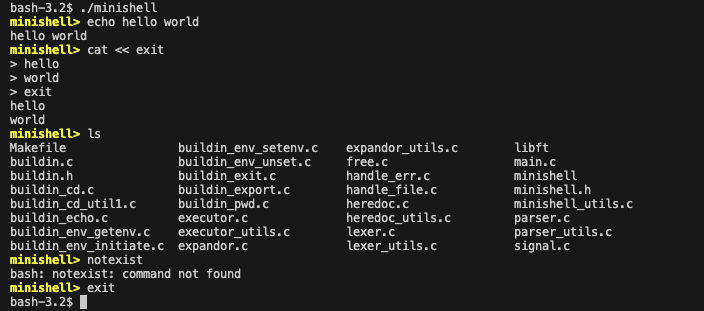 bash-3.2$ ./minishell
minishell> echo hello world
hello world
minishell> cat << exit
> hello
> world
> exit
hello
world
minishell> ls
Makefile buildin_env_setenv.c expandor_utils.c libft
buildin.c buildin_env_unset.c free.c main.c
buildin.h buildin_exit.c handle_err.c minishell
buildin_cd.c buildin_export.c handle_file.c minishell.h
buildin_cd_util1.c buildin_pwd.c heredoc.c minishell_utils.c
buildin_echo.c executor.c heredoc_utils.c parser.c
buildin_env_getenv.c executor_utils.c lexer.c parser_utils.c
buildin_env_initiate.c expandor.c lexer_utils.c signal.c
minishell> notexist
bash: notexist: command not found
minishell> exit
bash-3.2$